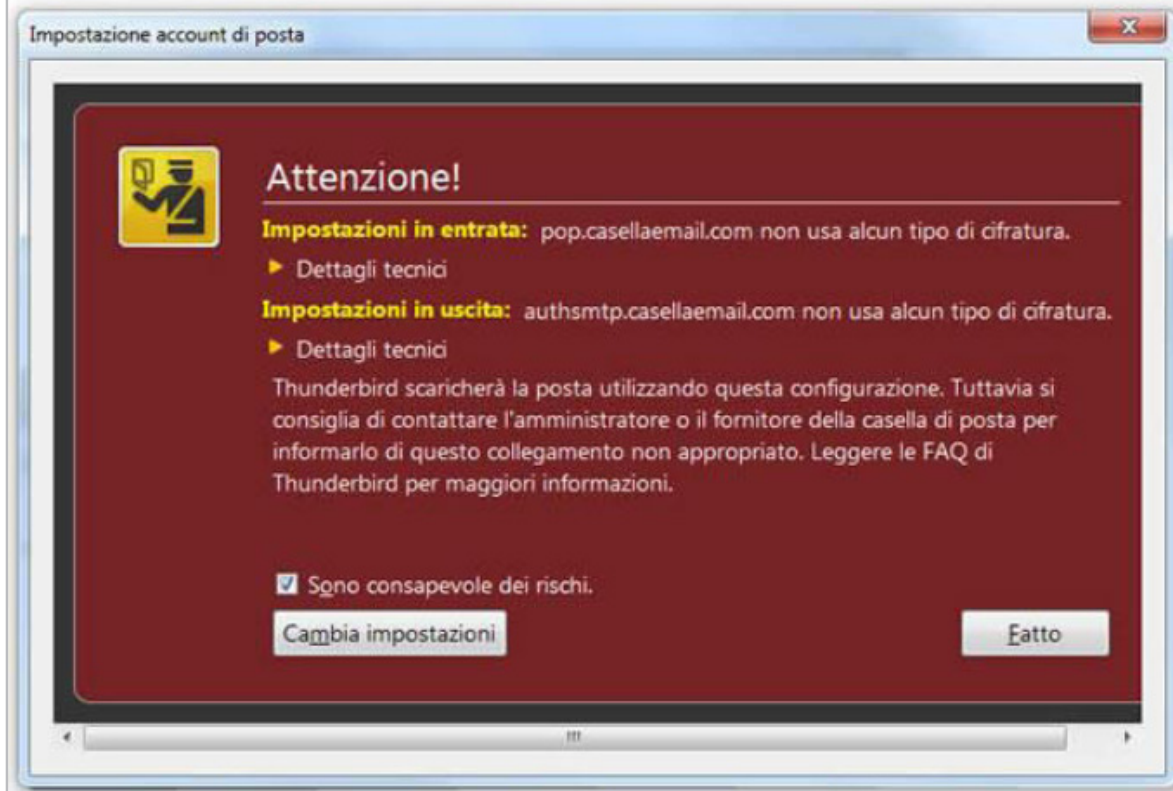 Impostazione account di posta
Attenzione!
Impostazioni in entrata: pop.casellaemail.com non usa alcun tipo di cifratura.
Dettagli tecnici
Impostazioni in uscita: authsmtp.casellaemail.com non usa alcun tipo di cifratura.
Dettagli tecnici
Thunderbird scaricherà la posta utilizzando questa configurazione. Tuttavia si
consiglia di contattare l'amministratore o il fornitore della casella di posta per
informarlo di questo collegamento non appropriato. Leggere le FAQ di
Thunderbird per maggiori informazioni.
Sono consapevole dei rischi.
Cambia impostazioni
Fatto